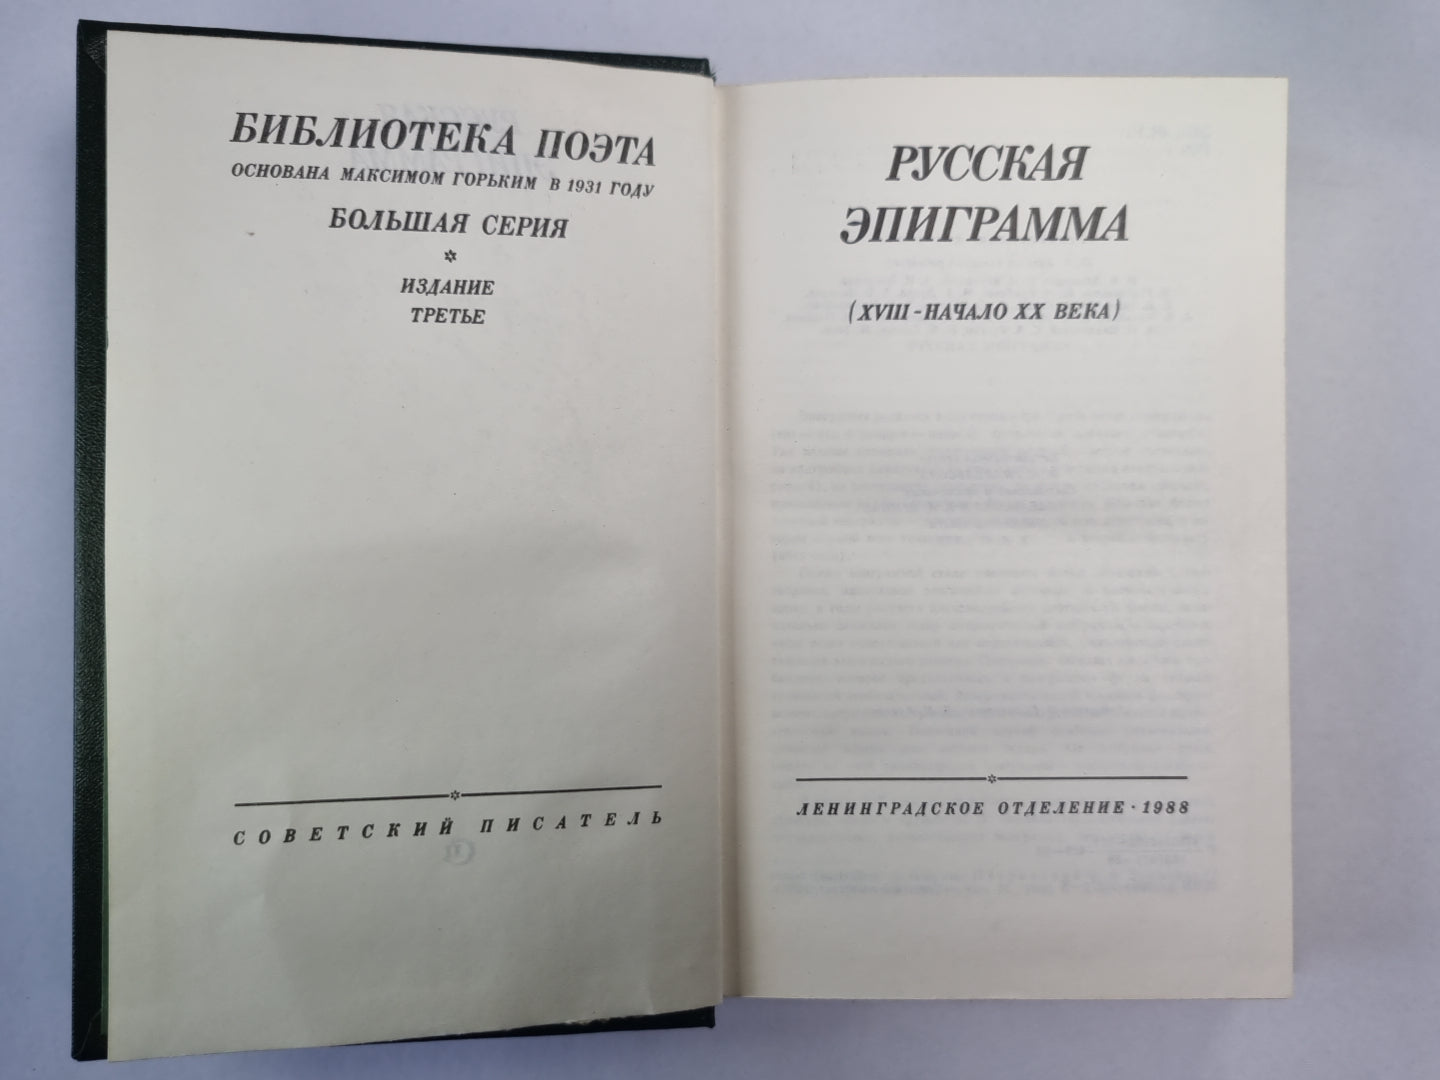 БИБЛИОТЕКА ПОЭТА
ОСНОВАНА МАКСИМОМ ГОРЬКИМ В 1931 ГОДУ
БОЛЬШАЯ СЕРИЯ
ИЗДАНИЕ
ТРЕТЬЕ
СОВЕТСКИЙ ПИСАТЕЛЬ
РУССКАЯ
ЭПИГРАММА
(XVIII-НАЧАЛО XX ВЕКА)
ЛЕНИНГРАДСКОЕ ОТДЕЛЕНИЕ · 1988